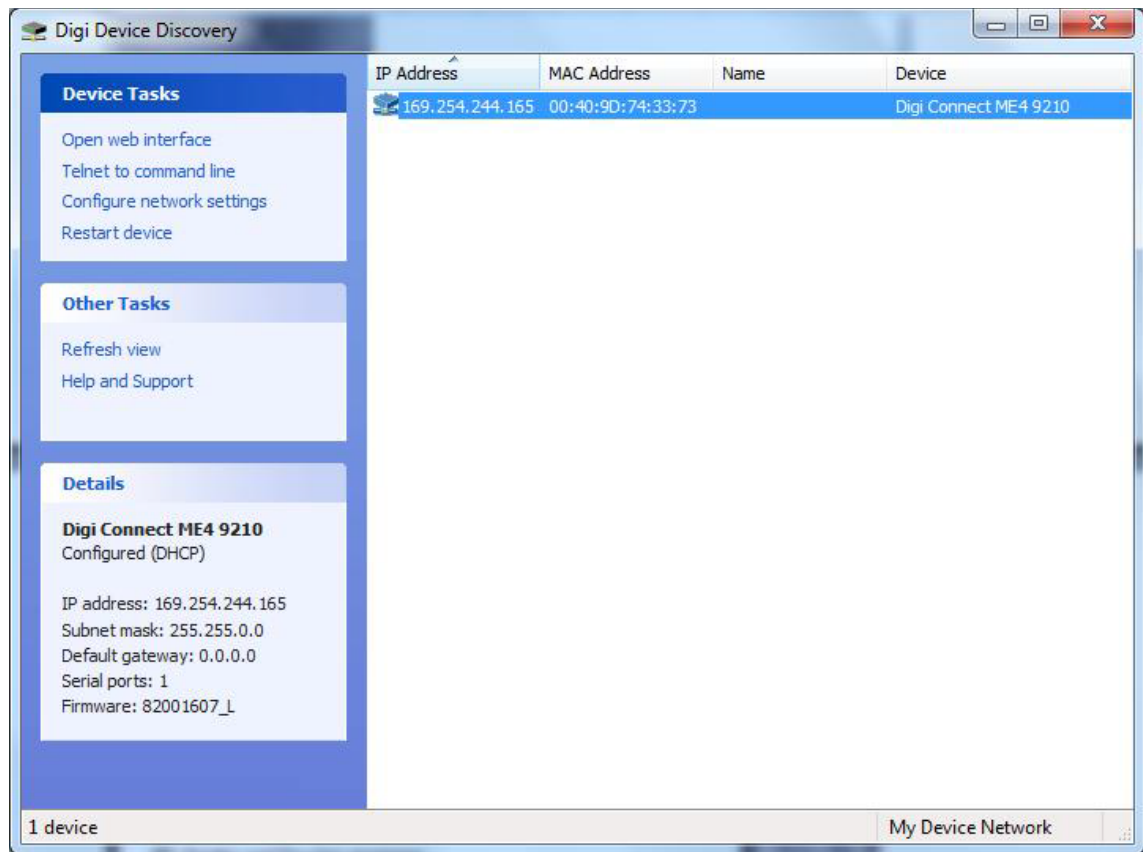 Digi Device Discovery
Device Tasks
Open web interface
Telnet to command line
Configure network settings
Restart device
Other Tasks
Refresh view
Help and Support
Details
Digi Connect ME4 9210
Configured (DHCP)
IP address: 169.254.244.165
Subnet mask: 255.255.0.0
Default gateway: 0.0.0.0
Serial ports: 1
Firmware: 82001607_L
IP Address MAC Address Name Device
169.254.244.165 00:40:9D:74:33:73 Digi Connect ME4 9210
1 device My Device Network